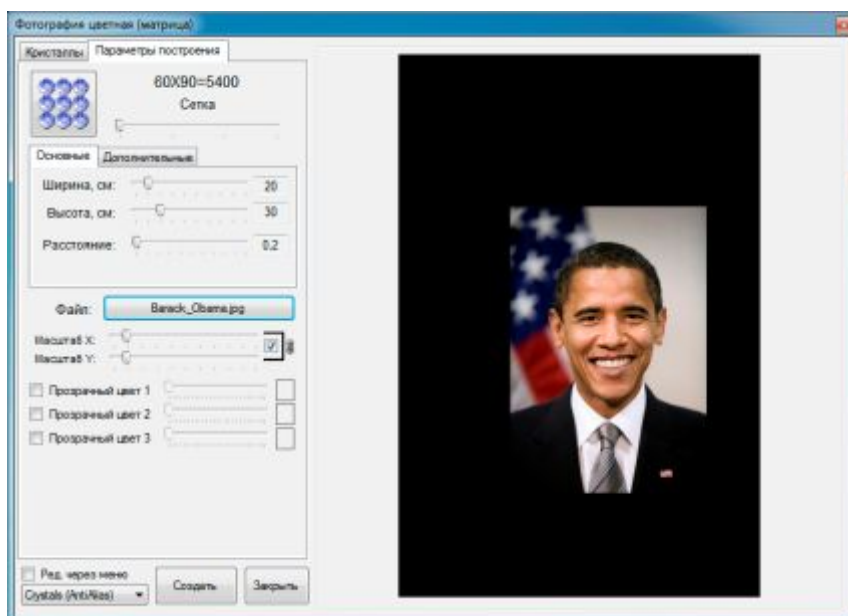 Фотография цветная (матрица)
Кристаллы Параметры построения
60X90=5400
Сетка
Основные Дополнительные
Ширина, см: 20
Высота, см: 30
Расстояние: 0,2
Файл: Barack_Obama.jpg
Масштаб X:
Масштаб Y:
Прозрачный цвет 1
Прозрачный цвет 2
Прозрачный цвет 3
Ред. через меню
Crystals (AntiAlias) Создать Закрыть